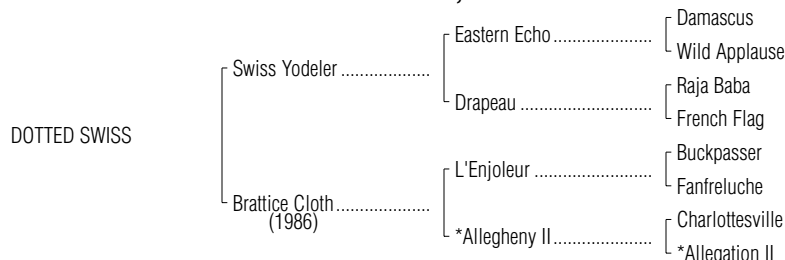 Damascus
Eastern Echo....................
Wild Applause
Swiss Yodeler ...................
Raja Baba
Drapeau ...........................
French Flag
DOTTED SWISS
Buckpasser
L'Enjoleur ........................
Fanfreluche
Brattice Cloth....................
(1986)
Charlottesville
*Allegheny II.....................
*Allegation II